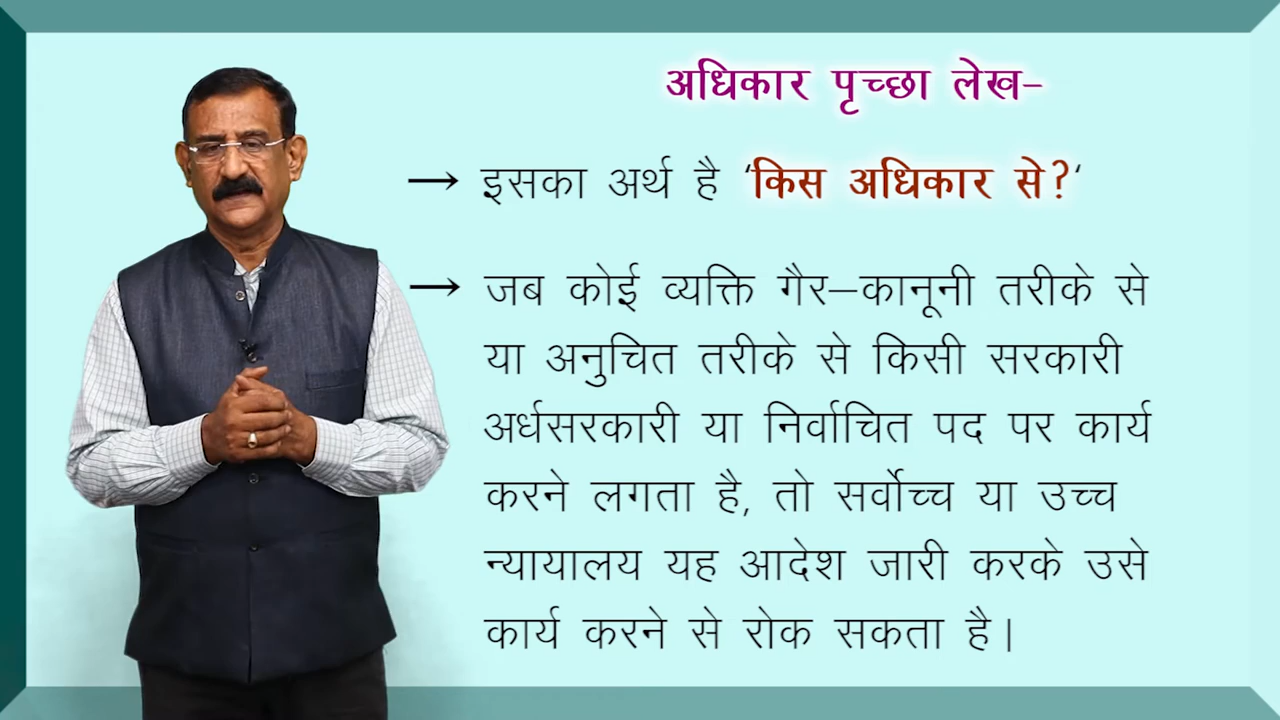 अधिकार पृच्छा लेख–
→ इसका अर्थ है ‘किस अधिकार से?‘
→ जब कोई व्यक्ति गैर–कानूनी तरीके से
या अनुचित तरीके से किसी सरकारी
अर्धसरकारी या निर्वाचित पद पर कार्य
करने लगता है, तो सर्वोच्च या उच्च
न्यायालय यह आदेश जारी करके उसे
कार्य करने से रोक सकता है।